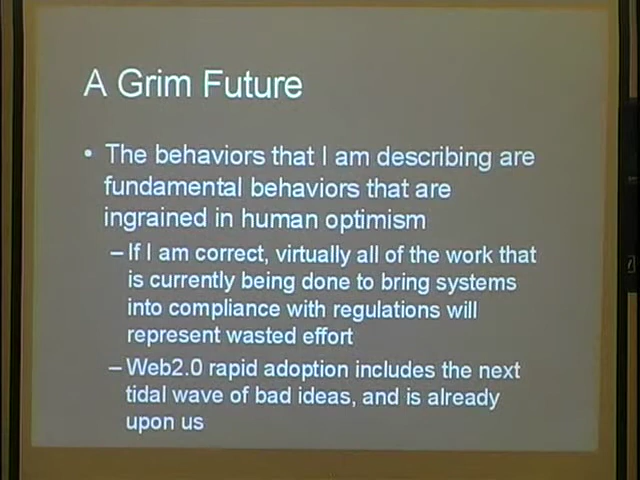 A Grim Future
• The behaviors that I am describing are
fundamental behaviors that are
ingrained in human optimism
– If I am correct, virtually all of the work that
is currently being done to bring systems
into compliance with regulations will
represent wasted effort
– Web2.0 rapid adoption includes the next
tidal wave of bad ideas, and is already
upon us